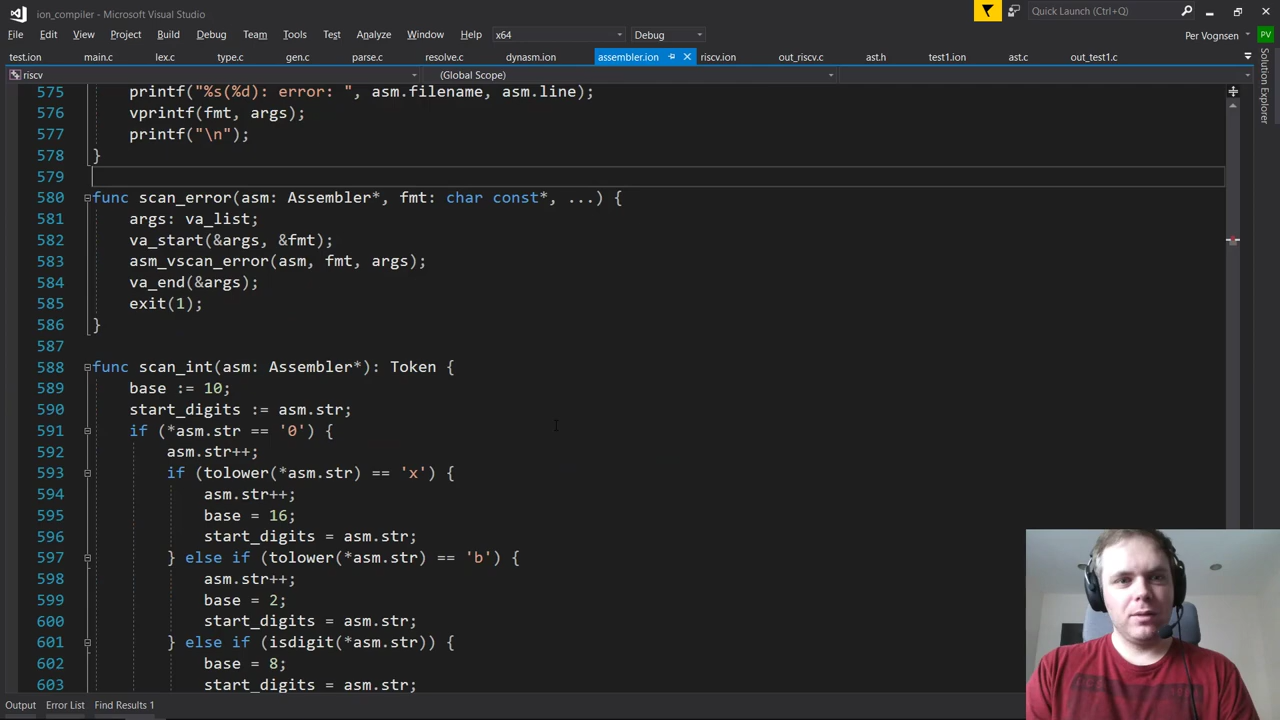 ion_compiler - Microsoft Visual Studio
Quick Launch (Ctrl+Q)
File Edit View Project Build Debug Team Tools Test Analyze Window Help x64 Debug
Per Vognsen PV
test.ion main.c lex.c type.c gen.c parse.c resolve.c dynasm.ion assembler.ion riscv.ion out_riscv.c ast.h test1.ion ast.c out_test1.c
riscv (Global Scope)
Solution Explorer
575 printf("%s(%d): error: ", asm.filename, asm.line);
576 vprintf(fmt, args);
577 printf("\n");
578 }
579
580 func scan_error(asm: Assembler*, fmt: char const*, ...) {
581 args: va_list;
582 va_start(&args, &fmt);
583 asm_vscan_error(asm, fmt, args);
584 va_end(&args);
585 exit(1);
586 }
587
588 func scan_int(asm: Assembler*): Token {
589 base := 10;
590 start_digits := asm.str;
591 if (*asm.str == '0') {
592 asm.str++;
593 if (tolower(*asm.str) == 'x') {
594 asm.str++;
595 base = 16;
596 start_digits = asm.str;
597 } else if (tolower(*asm.str) == 'b') {
598 asm.str++;
599 base = 2;
600 start_digits = asm.str;
601 } else if (isdigit(*asm.str)) {
602 base = 8;
603 start_digits = asm.str;
Output Error List Find Results 1